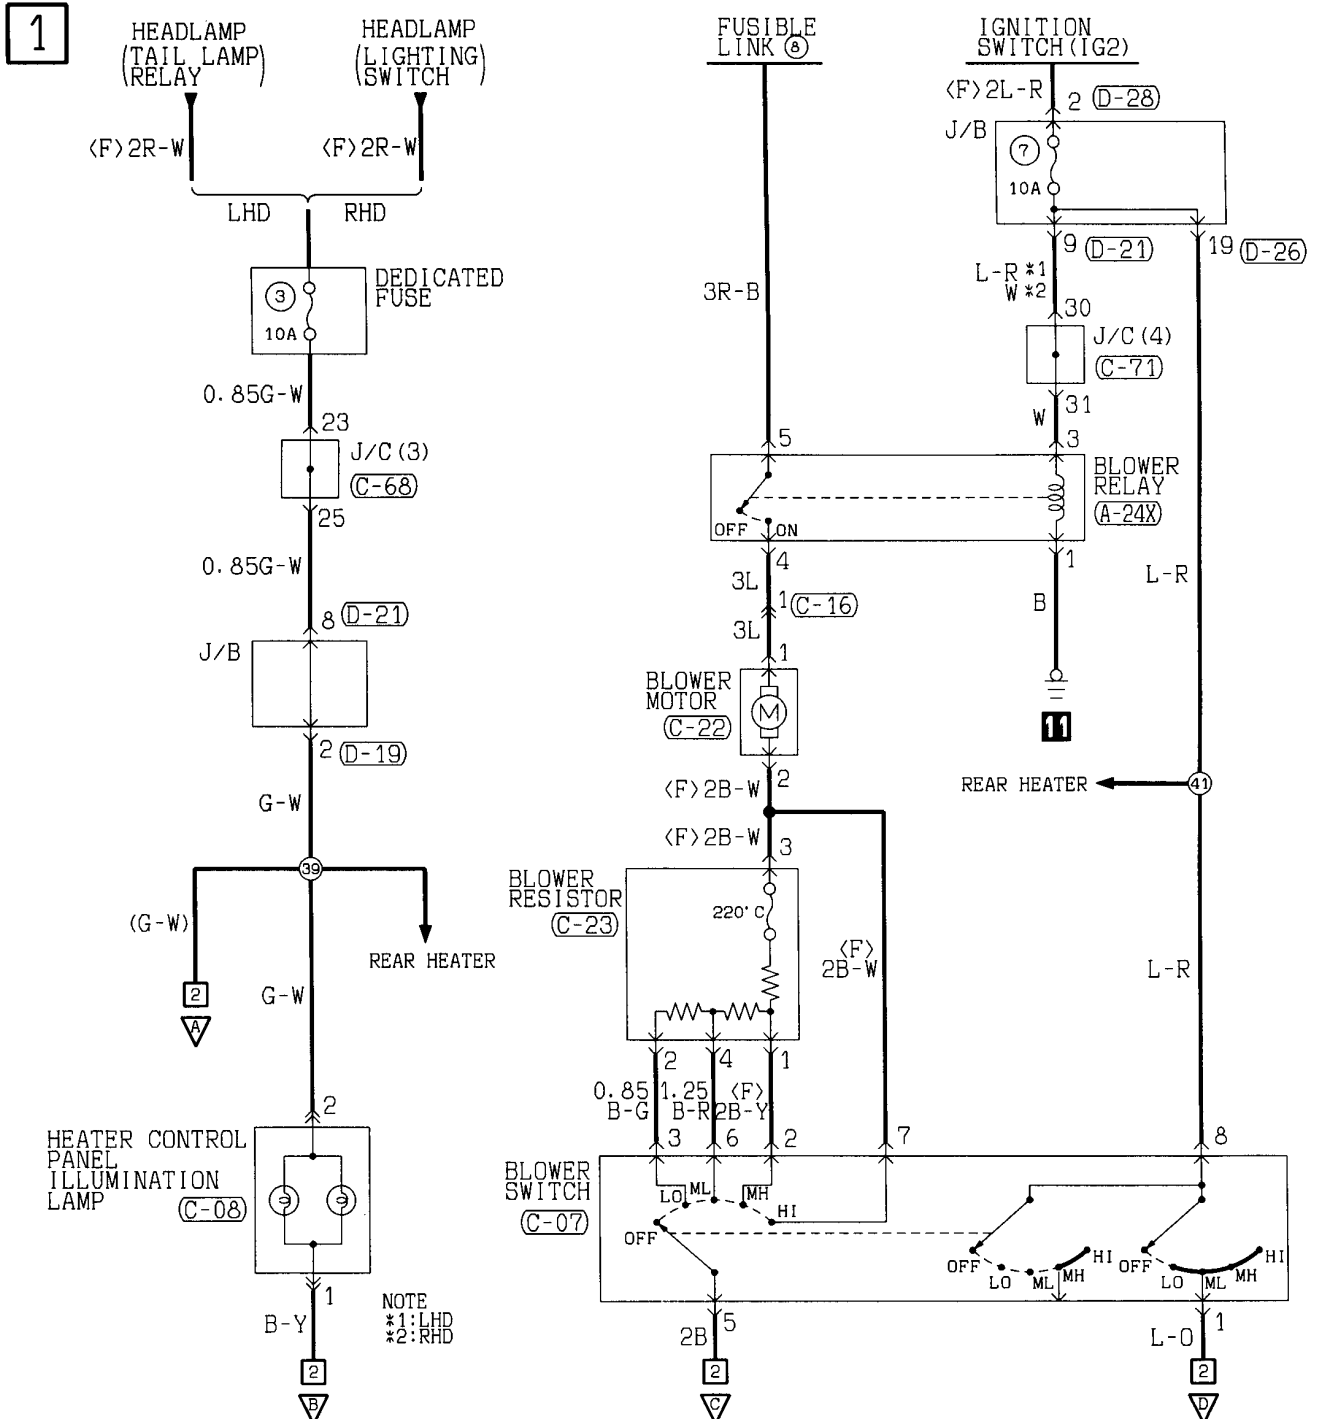 1
HEADLAMP
(TAIL LAMP)
RELAY
HEADLAMP
(LIGHTING)
SWITCH
FUSIBLE
LINK ⑧
IGNITION
SWITCH(IG2)
<F>2R-W
<F>2R-W
LHD
RHD
<F>2L-R
2
D-28
J/B
7
10A
9
D-21
19
D-26
L-R *1
W *2
DEDICATED
FUSE
3
10A
3R-B
30
J/C(4)
C-71
31
W
3
0.85G-W
23
J/C(3)
C-68
25
5
BLOWER
RELAY
A-24X
OFF
ON
4
1
0.85G-W
3L
1
C-16
3L
1
B
L-R
8
D-21
J/B
2
D-19
BLOWER
MOTOR
C-22
M
2
11
G-W
<F>2B-W
<F>2B-W
3
REAR HEATER
41
39
(G-W)
REAR HEATER
2
A
G-W
BLOWER
RESISTOR
C-23
220°C
<F>
2B-W
L-R
2
4
1
0.85
B-G
1.25
B-R
<F>
2B-Y
3
6
2
7
8
2
HEATER CONTROL
PANEL
ILLUMINATION
LAMP
C-08
1
B-Y
NOTE
*1:LHD
*2:RHD
2
B
BLOWER
SWITCH
C-07
LO
ML
MH
HI
OFF
OFF
LO
ML
MH
HI
OFF
LO
ML
MH
HI
5
2B
1
L-O
2
C
2
D